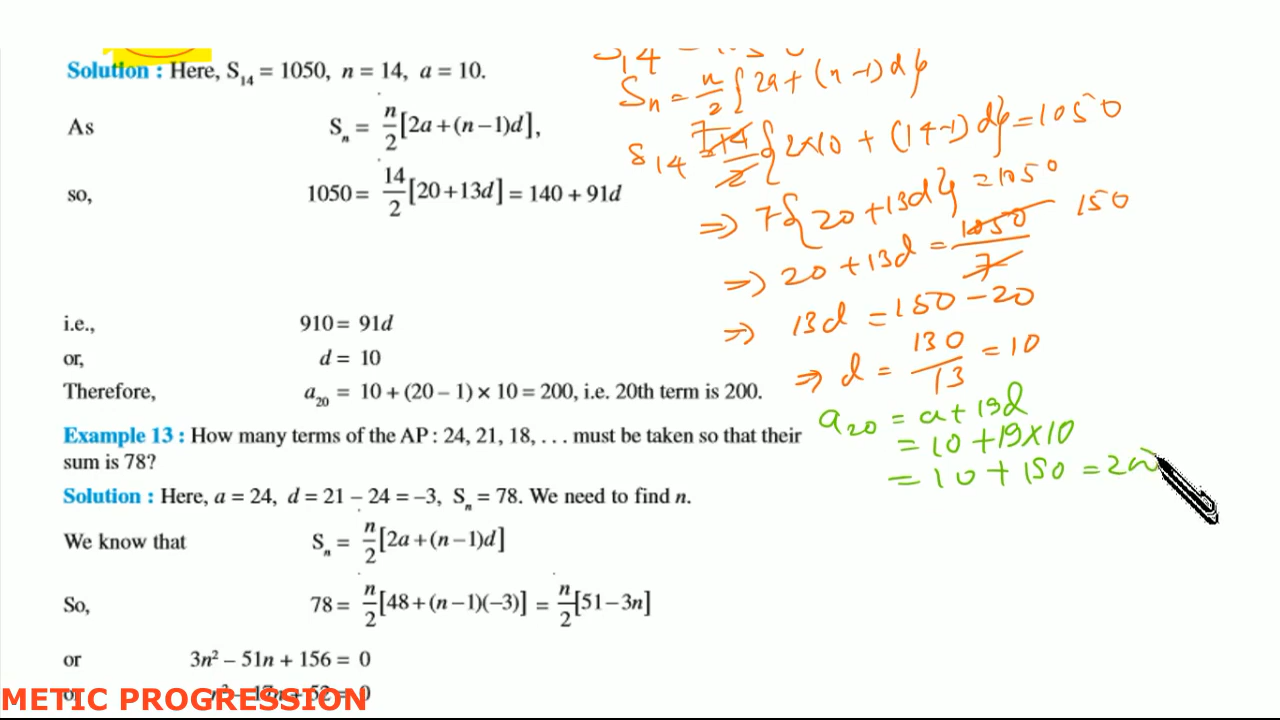 Solution : Here, S₁₄ = 1050, n = 14, a = 10.
As Sₙ = n/2 [2a + (n – 1)d],
so, 1050 = 14/2 [20 + 13d] = 140 + 91d
i.e., 910 = 91d
or, d = 10
Therefore, a₂₀ = 10 + (20 – 1) × 10 = 200, i.e. 20th term is 200.
Example 13 : How many terms of the AP : 24, 21, 18, . . . must be taken so that their
sum is 78?
Solution : Here, a = 24, d = 21 – 24 = –3, Sₙ = 78. We need to find n.
We know that Sₙ = n/2 [2a + (n – 1)d]
So, 78 = n/2 [48 + (n – 1)(–3)] = n/2 [51 – 3n]
or 3n² – 51n + 156 = 0
n² – 17n + 52 = 0
METIC PROGRESSION
Sₙ = n/2 {2a + (n – 1) d}
S₁₄ = 14/2 7 {2×10 + (14–1) d} = 1050
⇒ 7 {20 + 13d} = 1050
⇒ 20 + 13d = 1050/7 150
⇒ 13d = 150 – 20
⇒ d = 130/13 = 10
a₂₀ = a + 19d
= 10 + 19×10
= 10 + 190 =